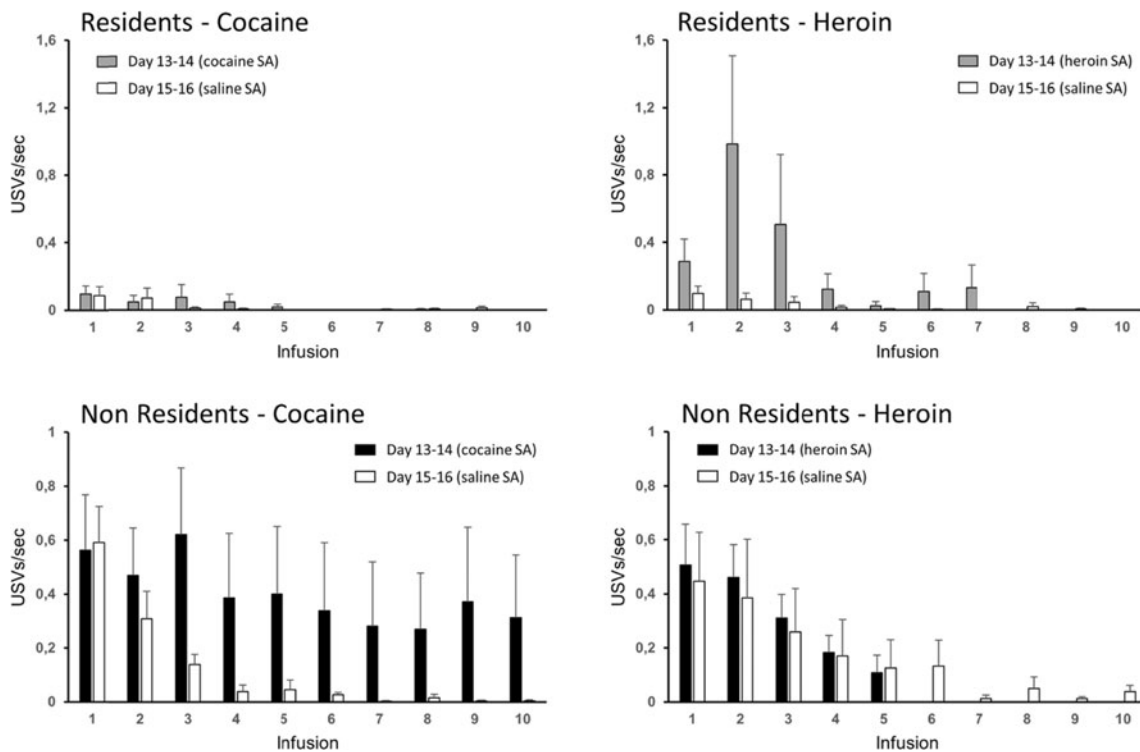 Residents - Cocaine
1,6
1,2
0,8
0,4
0
USVs/sec
Day 13-14 (cocaine SA)
Day 15-16 (saline SA)
1 2 3 4 5 6 7 8 9 10
Infusion
Residents - Heroin
1,6
1,2
0,8
0,4
0
USVs/sec
Day 13-14 (heroin SA)
Day 15-16 (saline SA)
1 2 3 4 5 6 7 8 9 10
Infusion
Non Residents - Cocaine
1
0,8
0,6
0,4
0,2
0
USVs/sec
Day 13-14 (cocaine SA)
Day 15-16 (saline SA)
1 2 3 4 5 6 7 8 9 10
Infusion
Non Residents - Heroin
1
0,8
0,6
0,4
0,2
0
USVs/sec
Day 13-14 (heroin SA)
Day 15-16 (saline SA)
1 2 3 4 5 6 7 8 9 10
Infusion